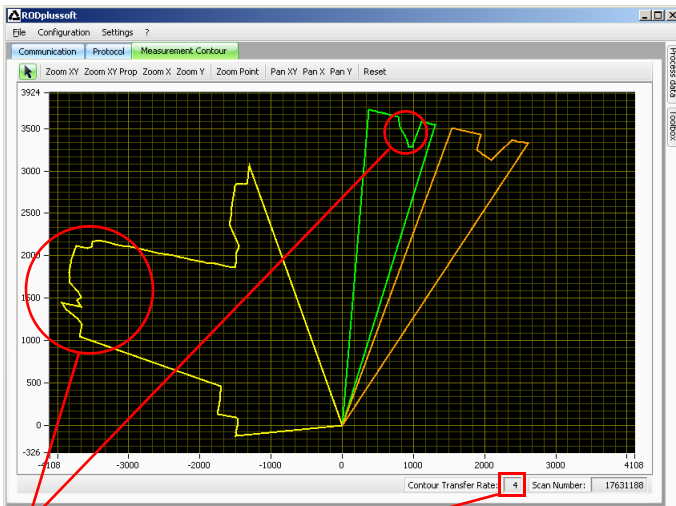 RODplussoft
File Configuration Settings ?
Communication Protocol Measurement Contour
Zoom XY Zoom XY Prop Zoom X Zoom Y Zoom Point Pan XY Pan X Pan Y Reset
Process data
Toolbox
3924
3500
3000
2500
2000
1500
1000
500
0
-326
-4108 -3000 -2000 -1000 0 1000 2000 3000 4108
Contour Transfer Rate: 4 Scan Number: 17631188